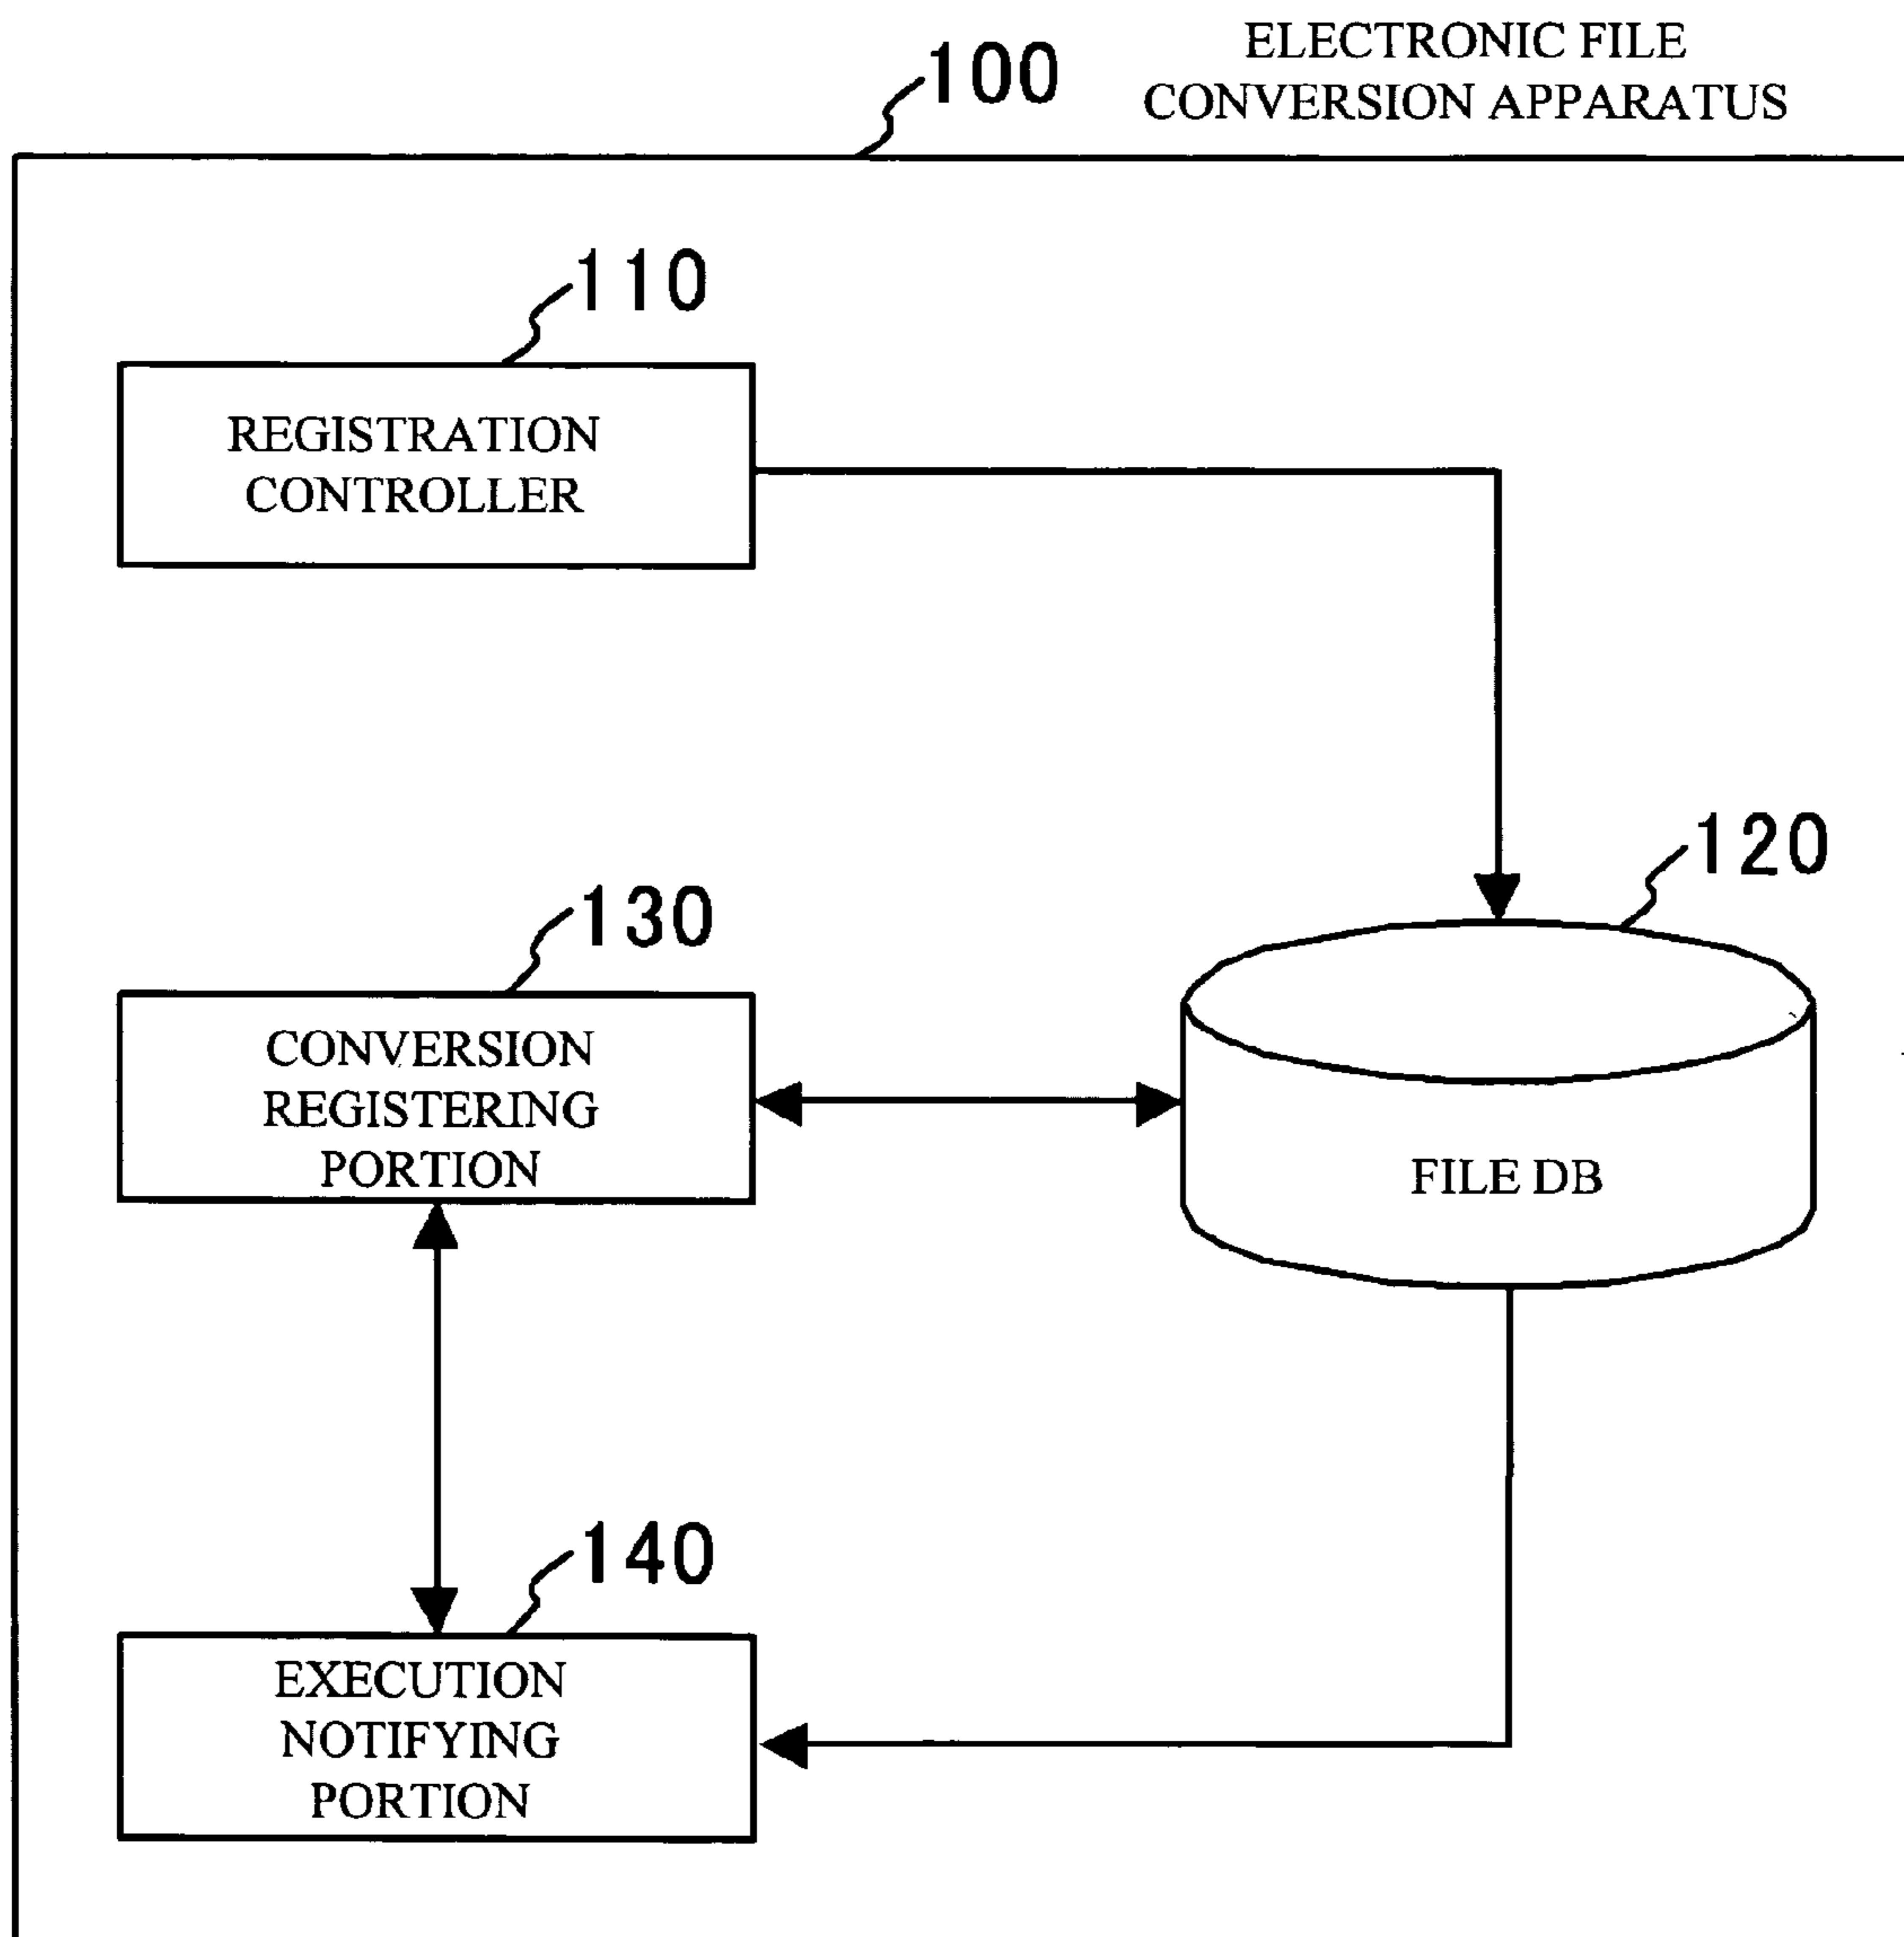 ELECTRONIC FILE
CONVERSION APPARATUS
100
110
REGISTRATION
CONTROLLER
120
130
CONVERSION
REGISTERING
PORTION
FILE DB
140
EXECUTION
NOTIFYING
PORTION